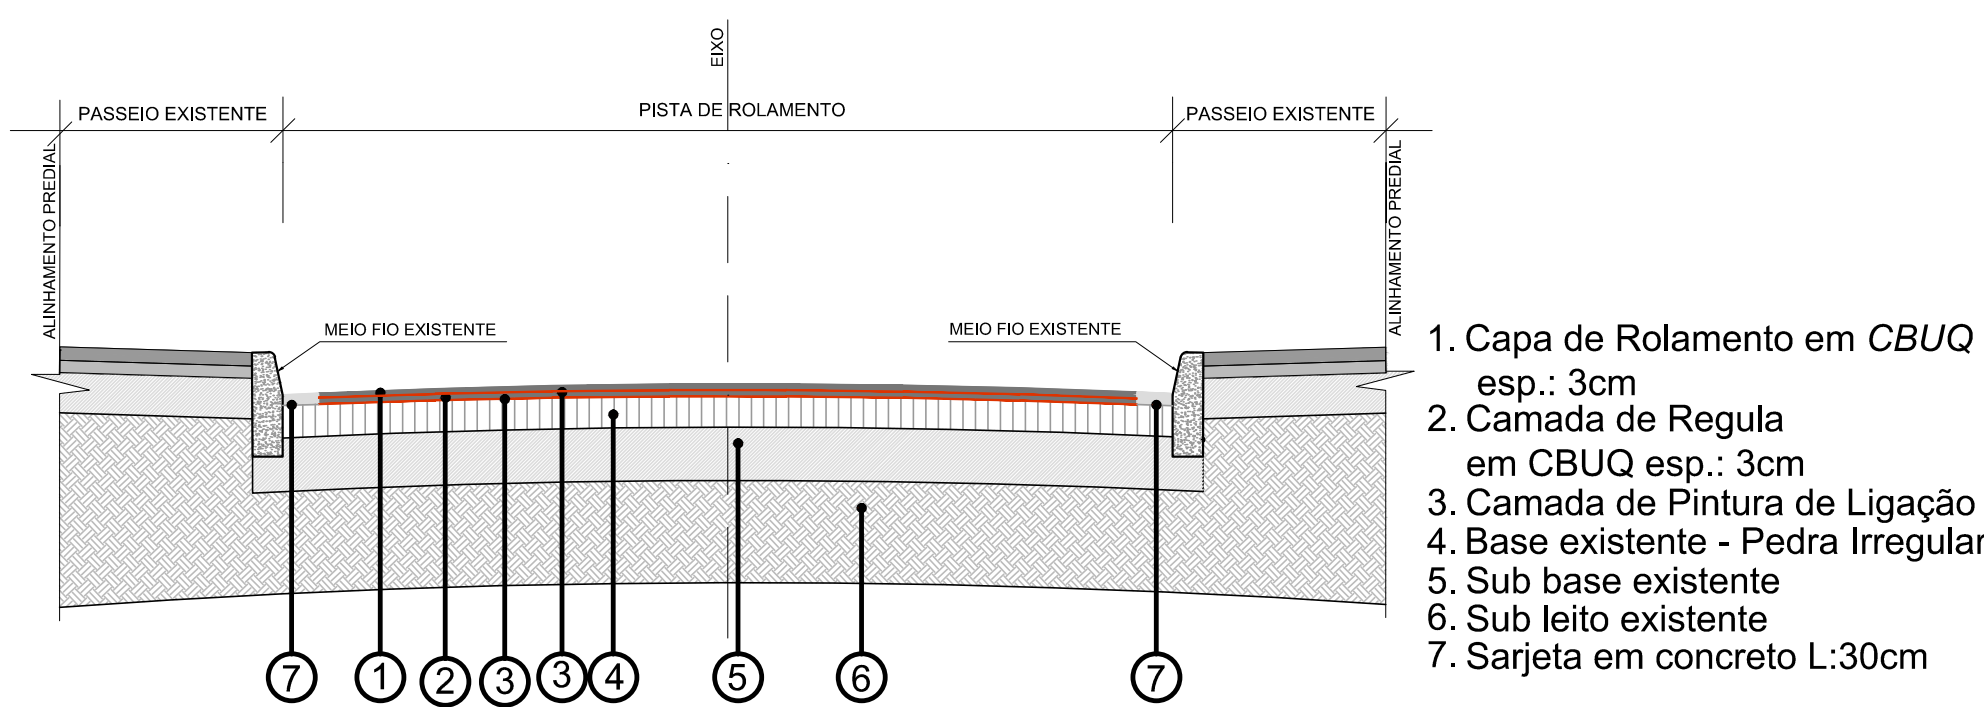 EIXO
PASSEIO EXISTENTE
PISTA DE ROLAMENTO
PASSEIO EXISTENTE
ALINHAMENTO PREDIAL
ALINHAMENTO PREDIAL
MEIO FIO EXISTENTE
MEIO FIO EXISTENTE
1. Capa de Rolamento em CBUQ
esp.: 3cm
2. Camada de Regula
em CBUQ esp.: 3cm
3. Camada de Pintura de Ligação
4. Base existente - Pedra Irregular
5. Sub base existente
6. Sub leito existente
7. Sarjeta em concreto L:30cm
7 1 2 3 3 4 5 6 7